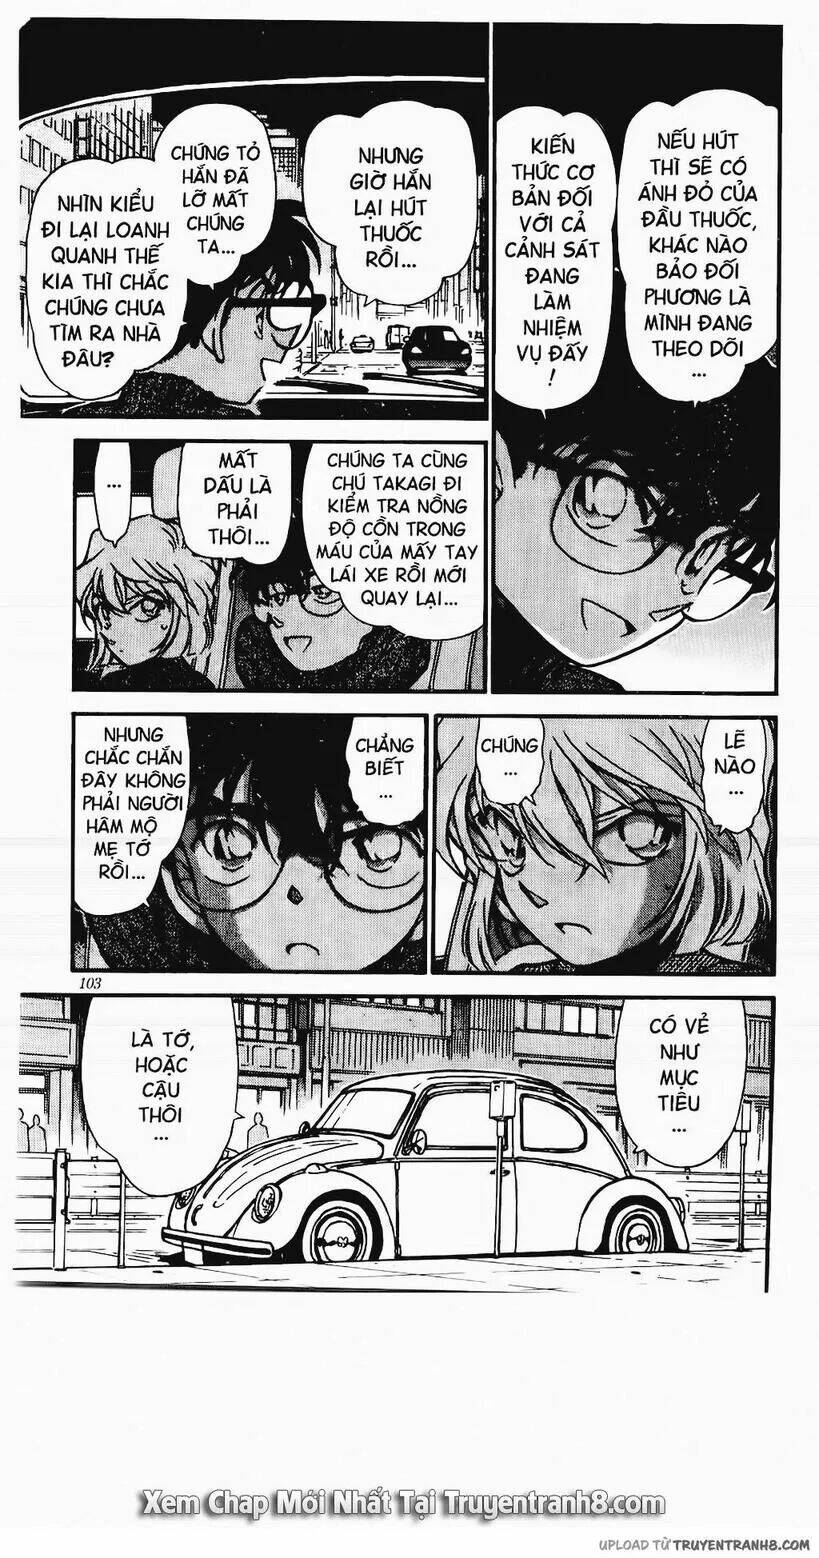 NẾU HÚT
THÌ SẼ CÓ
ÁNH ĐỎ CỦA
ĐẦU THUỐC,
KHÁC NÀO
BẢO ĐỐI
PHƯƠNG LÀ
MÌNH ĐANG
THEO DÕI
...
KIẾN
THỨC CƠ
BẢN ĐỐI
VỚI CẢ
CẢNH SÁT
ĐANG
LÀM
NHIỆM
VỤ ĐẤY
!
NHƯNG
GIỜ HẮN
LẠI HÚT
THUỐC
RỒI...
CHỨNG TỎ
HẮN ĐÃ
LỠ MẤT
CHÚNG
TA...
NHÌN KIỂU
ĐI LẠI LOANH
QUANH THẾ
KIA THÌ CHẮC
CHÚNG CHƯA
TÌM RA NHÀ
ĐÂU?
CHÚNG TA CÙNG
CHÚ TAKAGI ĐI
KIỂM TRA NỒNG
ĐỘ CỒN TRONG
MÁU CỦA MẤY TAY
LÁI XE RỒI MỚI
QUAY LẠI...
MẤT
DẤU LÀ
PHẢI
THÔI...
...
LẼ
NÀO
...
CHÚNG
...
CHẲNG
BIẾT
...
NHƯNG
CHẮC CHẮN
ĐÂY KHÔNG
PHẢI NGƯỜI
HÂM MỘ
MẸ TỚ
RỒI...
103
CÓ VẺ
NHƯ
MỤC
TIÊU
...
LÀ TỚ,
HOẶC
CẬU
THÔI
...
Xem Chap Mới Nhất Tại Truyentranh8.com
UPLOAD TỪ TRUYENTRANH8.COM